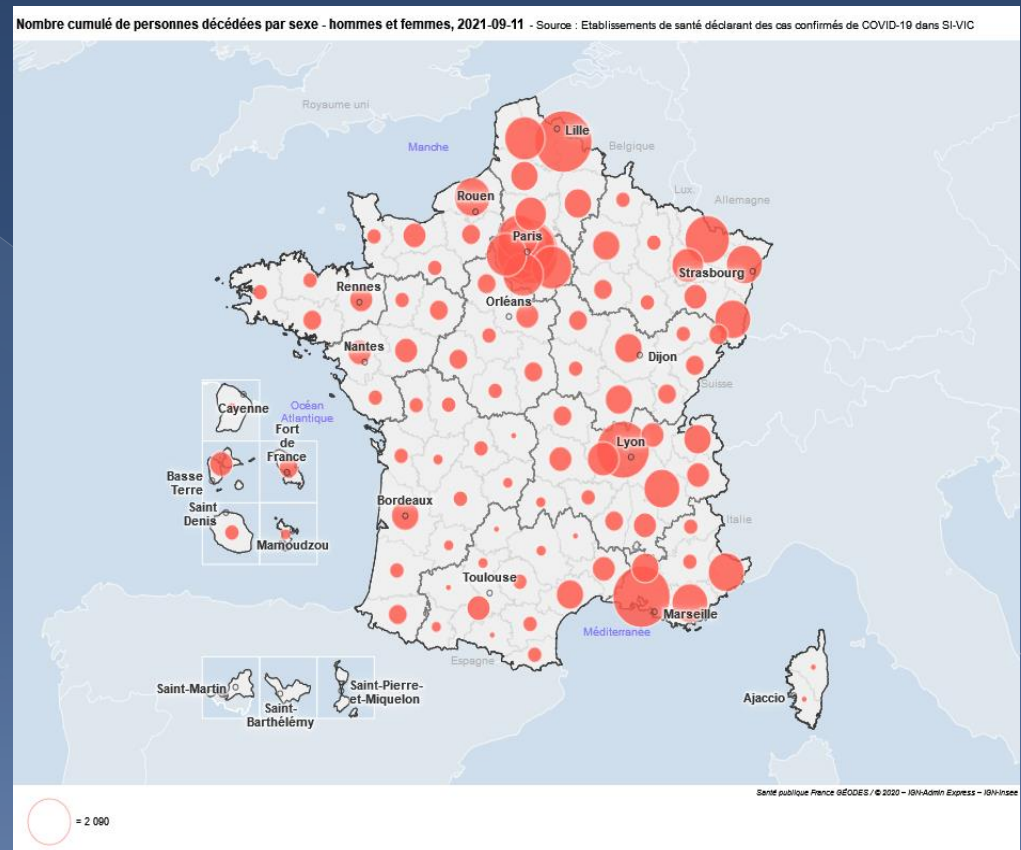 Nombre cumulé de personnes décédées par sexe - hommes et femmes, 2021-09-11 - Source : Etablissements de santé déclarant des cas confirmés de COVID-19 dans SI-VIC
Royaume uni
Lille
Manche
Belgique
Lux.
Allemagne
Rouen
Paris
Strasbourg
Rennes
Orléans
Nantes
Dijon
Suisse
Cayenne
Océan
Atlantique
Fort
de
France
Lyon
Basse
Terre
Bordeaux
Saint
Denis
Italie
Mamoudzou
Toulouse
Marseille
Méditerranée
Espagne
Saint-Martin
Saint-
Barthélémy
Saint-Pierre-
et-Miquelon
Ajaccio
Santé publique France GÉODES / © 2020 – IGN-Admin Express – IGN-Insee
= 2 090